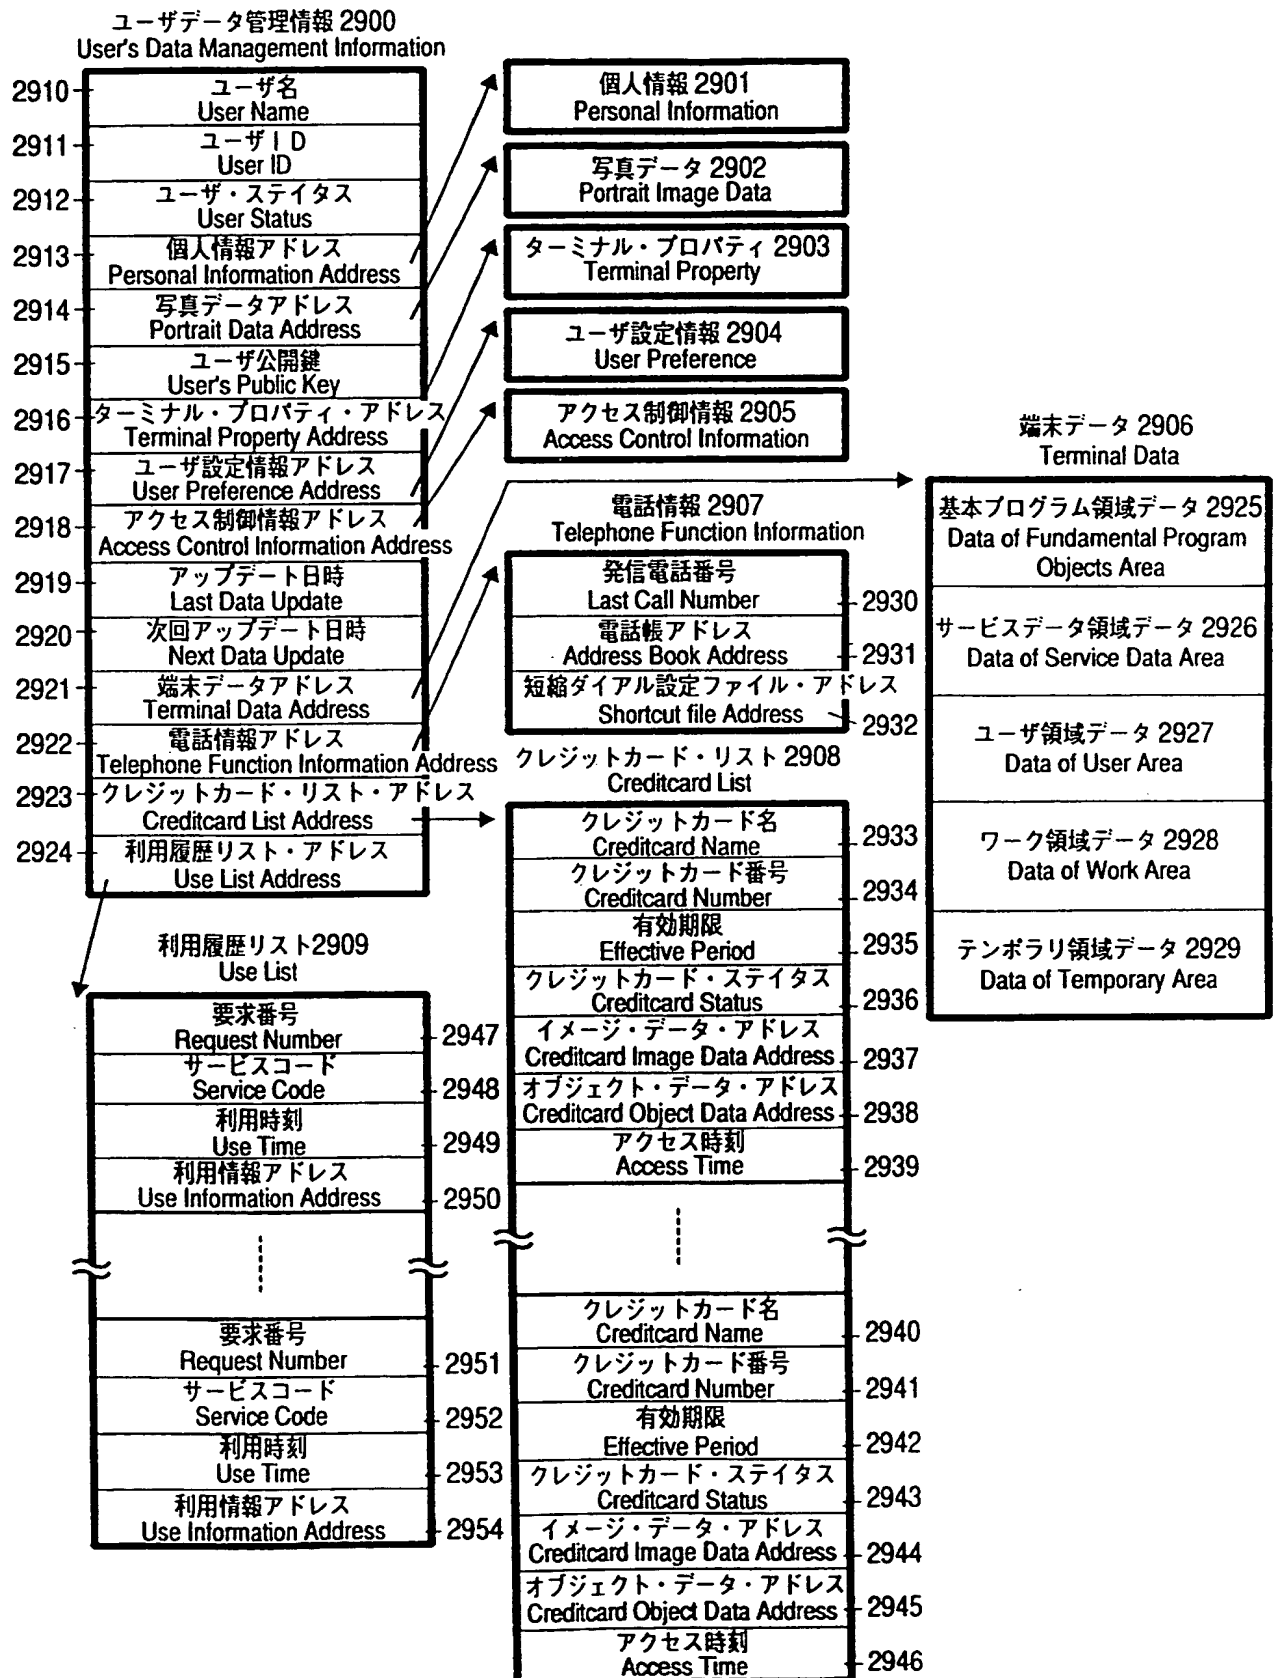 ユーザデータ管理情報 2900
User's Data Management Information
2910
ユーザ名
User Name
2911
ユーザID
User ID
2912
ユーザ・ステイタス
User Status
2913
個人情報アドレス
Personal Information Address
2914
写真データアドレス
Portrait Data Address
2915
ユーザ公開鍵
User's Public Key
2916
ターミナル・プロパティ・アドレス
Terminal Property Address
2917
ユーザ設定情報アドレス
User Preference Address
2918
アクセス制御情報アドレス
Access Control Information Address
2919
アップデート日時
Last Data Update
2920
次回アップデート日時
Next Data Update
2921
端末データアドレス
Terminal Data Address
2922
電話情報アドレス
Telephone Function Information Address
2923
クレジットカード・リスト・アドレス
Creditcard List Address
2924
利用履歴リスト・アドレス
Use List Address
個人情報 2901
Personal Information
写真データ 2902
Portrait Image Data
ターミナル・プロパティ 2903
Terminal Property
ユーザ設定情報 2904
User Preference
アクセス制御情報 2905
Access Control Information
端末データ 2906
Terminal Data
基本プログラム領域データ 2925
Data of Fundamental Program
Objects Area
サービスデータ領域データ 2926
Data of Service Data Area
ユーザ領域データ 2927
Data of User Area
ワーク領域データ 2928
Data of Work Area
テンポラリ領域データ 2929
Data of Temporary Area
電話情報 2907
Telephone Function Information
発信電話番号
Last Call Number
2930
電話帳アドレス
Address Book Address
2931
短縮ダイアル設定ファイル・アドレス
Shortcut file Address
2932
クレジットカード・リスト 2908
Creditcard List
クレジットカード名
Creditcard Name
2933
クレジットカード番号
Creditcard Number
2934
有効期限
Effective Period
2935
クレジットカード・ステイタス
Creditcard Status
2936
イメージ・データ・アドレス
Creditcard Image Data Address
2937
オブジェクト・データ・アドレス
Creditcard Object Data Address
2938
アクセス時刻
Access Time
2939
クレジットカード名
Creditcard Name
2940
クレジットカード番号
Creditcard Number
2941
有効期限
Effective Period
2942
クレジットカード・ステイタス
Creditcard Status
2943
イメージ・データ・アドレス
Creditcard Image Data Address
2944
オブジェクト・データ・アドレス
Creditcard Object Data Address
2945
アクセス時刻
Access Time
2946
利用履歴リスト2909
Use List
要求番号
Request Number
2947
サービスコード
Service Code
2948
利用時刻
Use Time
2949
利用情報アドレス
Use Information Address
2950
要求番号
Request Number
2951
サービスコード
Service Code
2952
利用時刻
Use Time
2953
利用情報アドレス
Use Information Address
2954